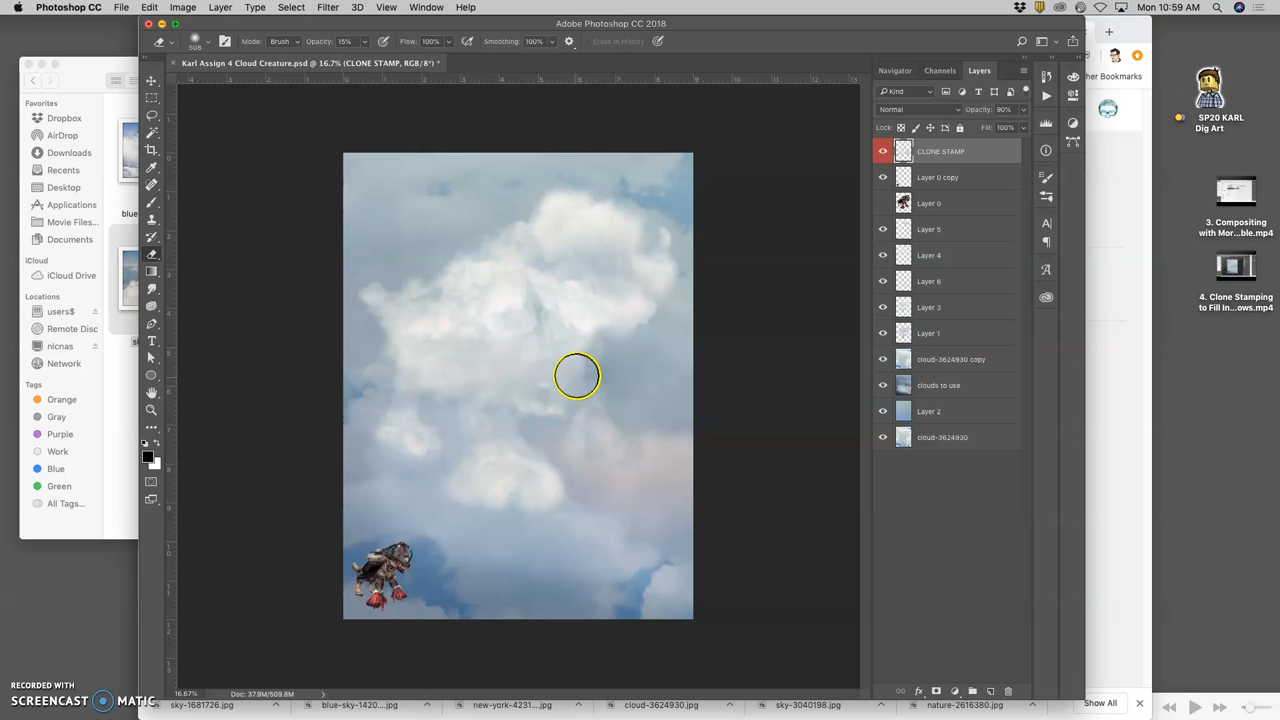 Photoshop CC File Edit Image Layer Type Select Filter 3D View Window Help Mon 10:59 AM
Adobe Photoshop CC 2018
508 Mode: Brush Opacity: 15% Flow: 100% Smoothing: 100% Erase to History
Karl Assign 4 Cloud Creature.psd @ 16.7% (CLONE STAMP, RGB/8*) *
Navigator Channels Layers
Kind
Normal Opacity: 90%
Lock: Fill: 100%
CLONE STAMP
Layer 0 copy
Layer 0
Layer 5
Layer 4
Layer 6
Layer 3
Layer 1
cloud-3624930 copy
clouds to use
Layer 2
cloud-3624930
Favorites
Dropbox
AirDrop
Downloads
Recents
Desktop
Applications
Movie Files...
Documents
iCloud
iCloud Drive
Locations
users$
Remote Disc
nlcnas
Network
Tags
Orange
Gray
Purple
Work
Blue
Green
All Tags...
blue
her Bookmarks
SP20 KARL
Dig Art
3. Compositing
with Mor...ble.mp4
4. Clone Stamping
to Fill In...ows.mp4
16.67% Doc: 37.9M/509.8M
sky-1681726.jpg blue-sky-1420....jpg new-york-4231....jpg cloud-3624930.jpg sky-3040198.jpg nature-2616380.jpg Show All
RECORDED WITH
SCREENCAST MATIC